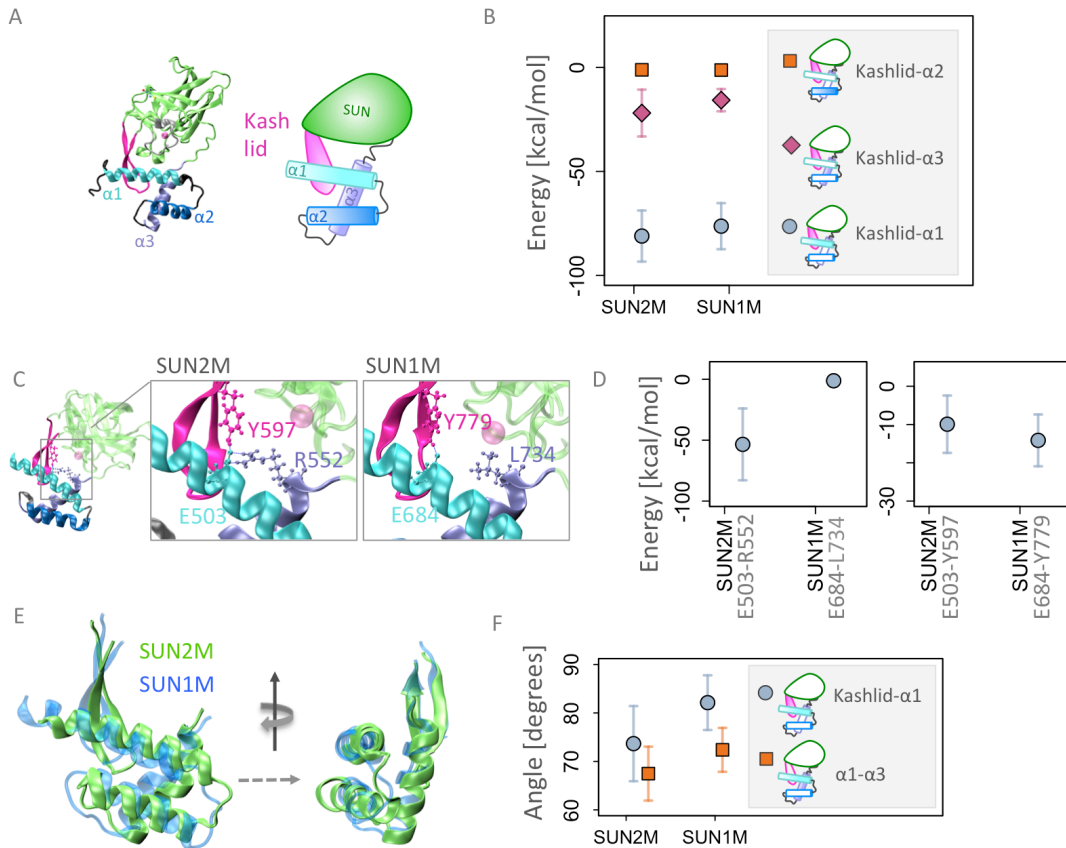 A
Kash
lid
SUN
α1
α2
α3
α1
α2
α3
B
Energy [kcal/mol]
0
-50
-100
SUN2M
SUN1M
Kashlid-α2
Kashlid-α3
Kashlid-α1
C
SUN2M
SUN1M
Y597
R552
E503
Y779
L734
E684
D
Energy [kcal/mol]
0
-50
-100
SUN2M
E503-R552
SUN1M
E684-L734
0
-10
-30
SUN2M
E503-Y597
SUN1M
E684-Y779
E
SUN2M
SUN1M
F
Angle [degrees]
90
80
70
60
SUN2M
SUN1M
Kashlid-α1
α1-α3